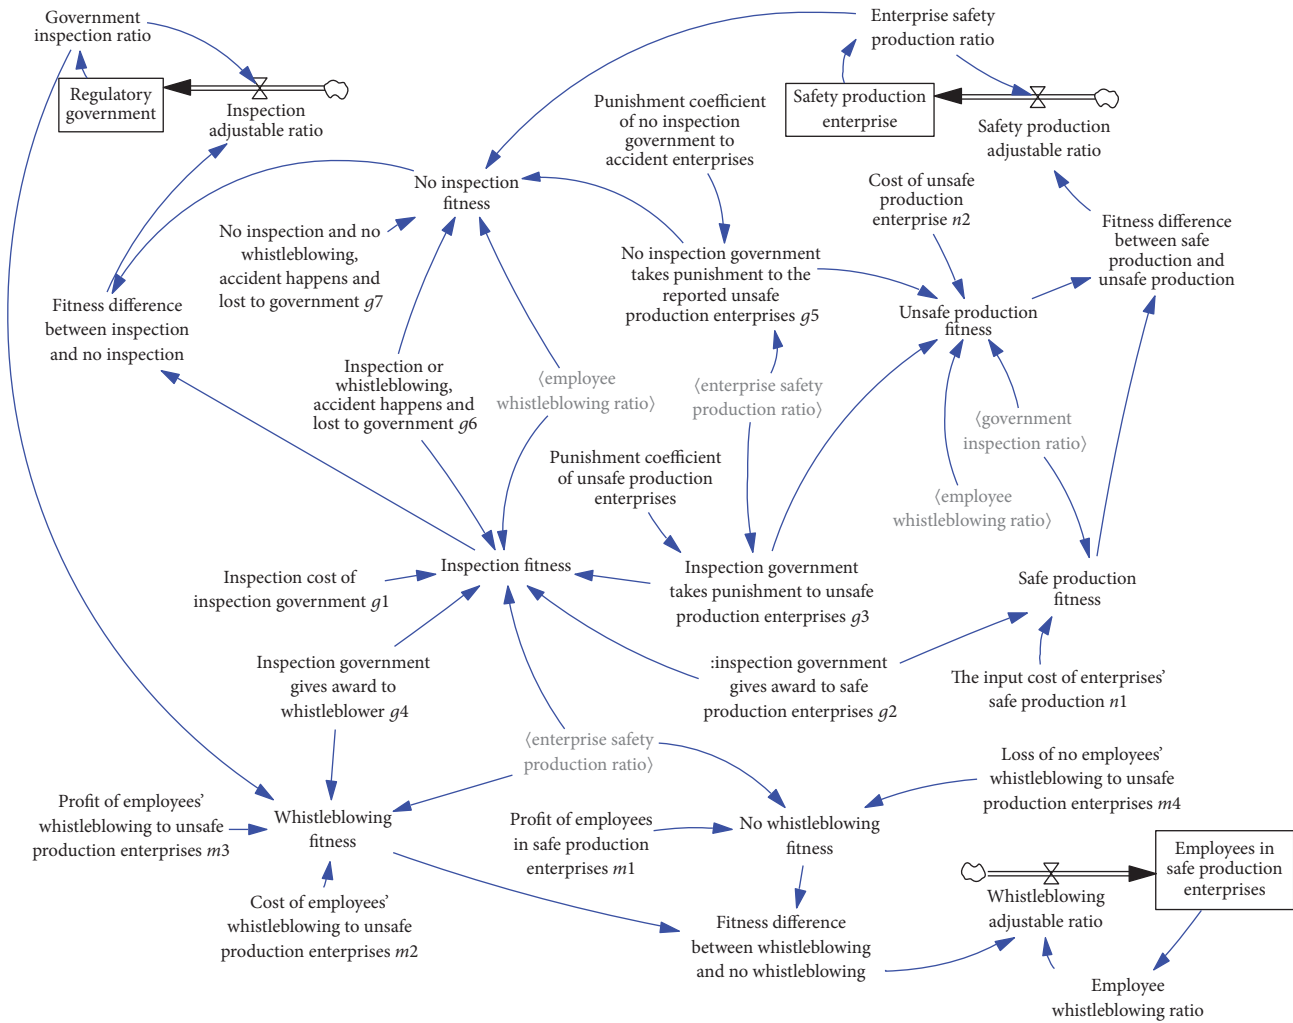 Government
inspection ratio
Regulatory
government
Inspection
adjustable ratio
Enterprise safety
production ratio
Safety production
enterprise
Safety production
adjustable ratio
Punishment coefficient
of no inspection
government to
accident enterprises
No inspection
fitness
Cost of unsafe
production
enterprise n2
No inspection and no
whistleblowing,
accident happens and
lost to government g7
No inspection government
takes punishment to the
reported unsafe
production enterprises g5
Fitness difference
between safe
production and
unsafe production
Fitness difference
between inspection
and no inspection
Unsafe production
fitness
Inspection or
whistleblowing,
accident happens and
lost to government g6
⟨employee
whistleblowing ratio⟩
⟨enterprise safety
production ratio⟩
⟨government
inspection ratio⟩
Punishment coefficient
of unsafe production
enterprises
⟨employee
whistleblowing ratio⟩
Inspection cost of
inspection government g1
Inspection fitness
Inspection government
takes punishment to unsafe
production enterprises g3
Safe production
fitness
Inspection government
gives award to
whistleblower g4
:inspection government
gives award to safe
production enterprises g2
The input cost of enterprises'
safe production n1
⟨enterprise safety
production ratio⟩
Loss of no employees'
whistleblowing to unsafe
production enterprises m4
Profit of employees'
whistleblowing to unsafe
production enterprises m3
Whistleblowing
fitness
Profit of employees
in safe production
enterprises m1
No whistleblowing
fitness
Employees in
safe production
enterprises
Cost of employees'
whistleblowing to unsafe
production enterprises m2
Fitness difference
between whistleblowing
and no whistleblowing
Whistleblowing
adjustable ratio
Employee
whistleblowing ratio